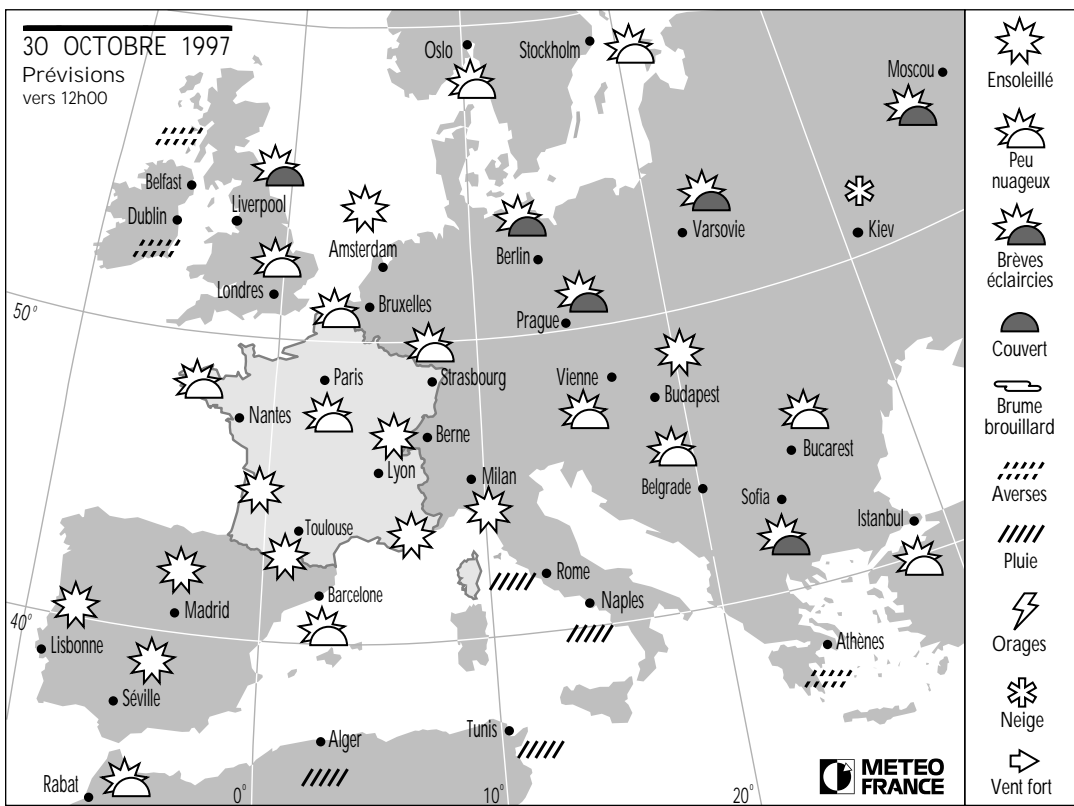 30 OCTOBRE 1997
Prévisions
vers 12h00
Oslo
Stockholm
Moscou
Belfast
Dublin
Liverpool
Amsterdam
Berlin
Varsovie
Kiev
Londres
Bruxelles
Prague
50°
Paris
Strasbourg
Vienne
Budapest
Nantes
Berne
Bucarest
Lyon
Milan
Belgrade
Sofia
Istanbul
Toulouse
Rome
Barcelone
Naples
Madrid
40°
Lisbonne
Athènes
Séville
Alger
Tunis
Rabat
0°
10°
20°
METEO
FRANCE
Ensoleillé
Peu
nuageux
Brèves
éclaircies
Couvert
Brume
brouillard
Averses
Pluie
Orages
Neige
Vent fort